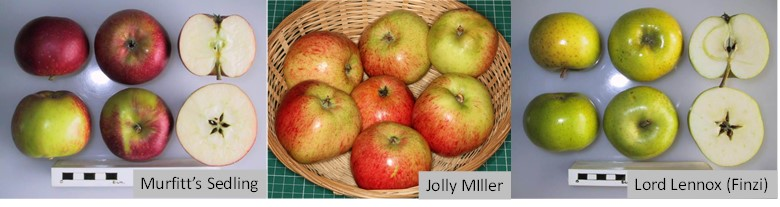 Murfitt's Sedling
Jolly MIller
Lord Lennox (Finzi)